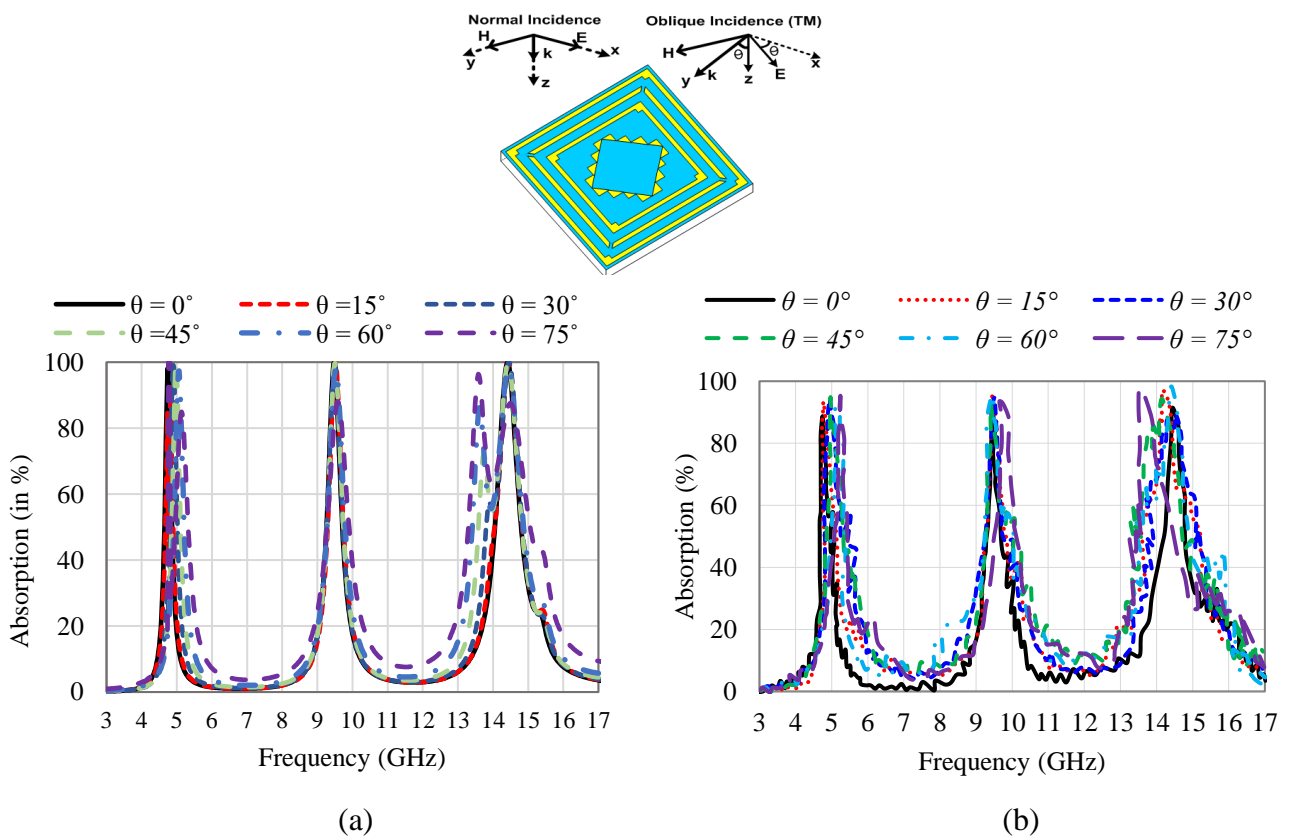 Normal Incidence
Oblique Incidence (TM)
H E x y k z
H θ θ x y k z E
θ = 0˚ θ =15˚ θ = 30˚
θ =45˚ θ = 60˚ θ = 75˚
Absorption (in %)
100
80
60
40
20
0
3 4 5 6 7 8 9 10 11 12 13 14 15 16 17
Frequency (GHz)
(a)
θ = 0° θ = 15° θ = 30°
θ = 45° θ = 60° θ = 75°
Absorption (%)
100
80
60
40
20
0
3 4 5 6 7 8 9 10 11 12 13 14 15 16 17
Frequency (GHz)
(b)